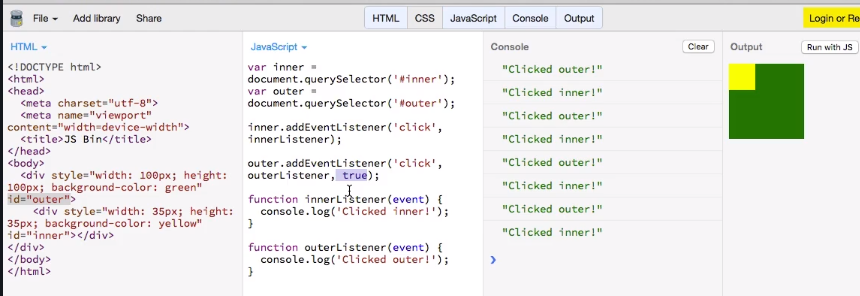 File
Add library
Share
HTML
CSS
JavaScript
Console
Output
Login or Re
HTML
<!DOCTYPE html>
<html>
<head>
<meta charset="utf-8">
<meta name="viewport"
content="width=device-width">
<title>JS Bin</title>
</head>
<body>
<div style="width: 100px; height:
100px; background-color: green"
id="outer">
<div style="width: 35px; height:
35px; background-color: yellow"
id="inner"></div>
</div>
</body>
</html>
JavaScript
var inner =
document.querySelector('#inner');
var outer =
document.querySelector('#outer');
inner.addEventListener('click',
innerListener);
outer.addEventListener('click',
outerListener, true);
function innerListener(event) {
console.log('Clicked inner!');
}
function outerListener(event) {
console.log('Clicked outer!');
}
Console
Clear
"Clicked outer!"
"Clicked inner!"
"Clicked outer!"
"Clicked inner!"
"Clicked outer!"
"Clicked inner!"
"Clicked outer!"
"Clicked inner!"
Output
Run with JS